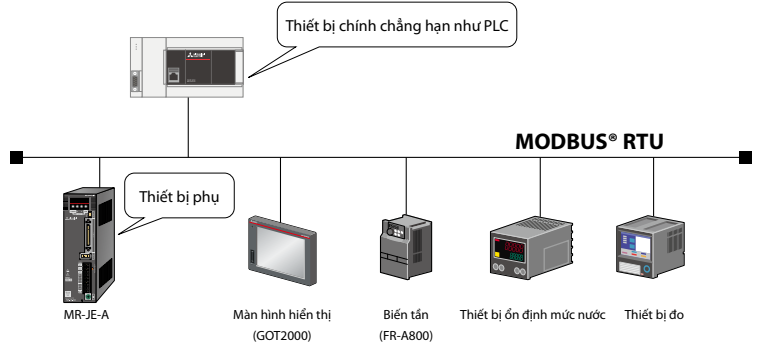 Thiết bị chính chẳng hạn như PLC
MODBUS® RTU
Thiết bị phụ
MR-JE-A
Màn hình hiển thị
(GOT2000)
Biến tần
(FR-A800)
Thiết bị ổn định mức nước
Thiết bị đo